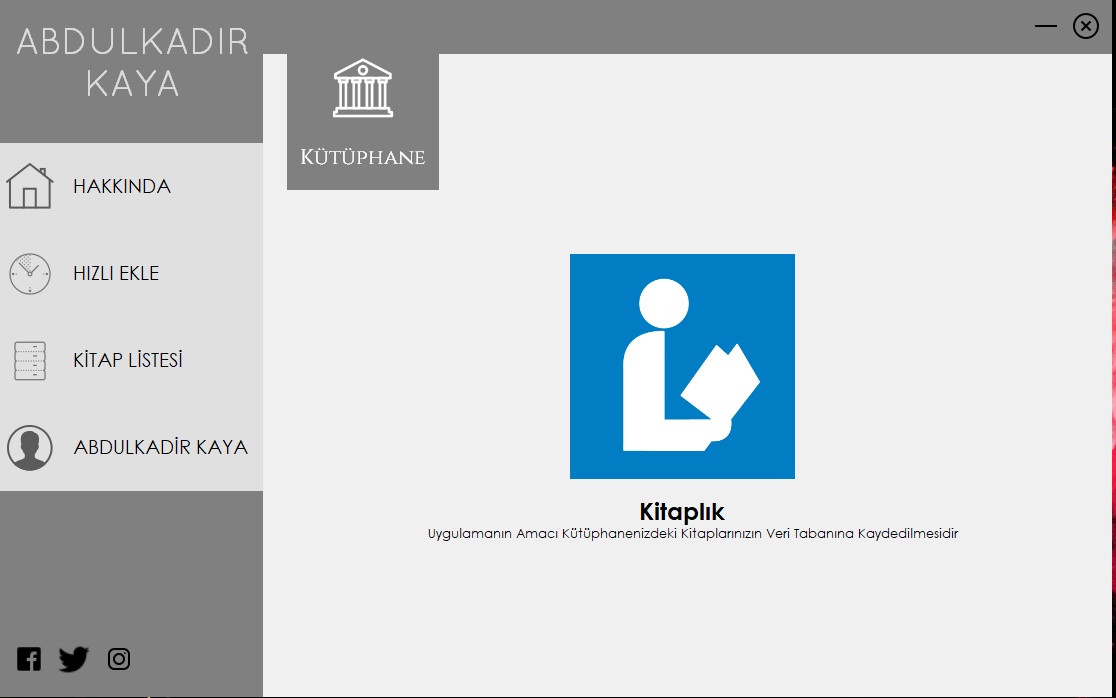 ABDULKADIR
KAYA
KÜTÜPHANE
HAKKINDA
HIZLI EKLE
KİTAP LİSTESİ
ABDULKADİR KAYA
Kitaplık
Uygulamanın Amacı Kütüphanenizdeki Kitaplarınızın Veri Tabanına Kaydedilmesidir